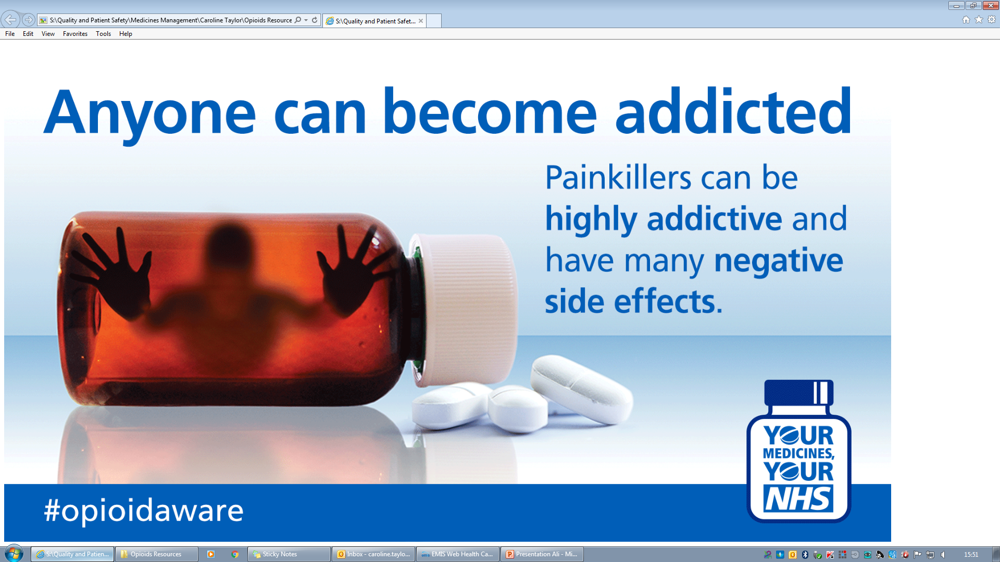 S:\Quality and Patient Safety\Medicines Management\Caroline Taylor\Opioids Resource
S:\Quality and Patient Safet...
File Edit View Favorites Tools Help
Anyone can become addicted
Painkillers can be
highly addictive and
have many negative
side effects.
YOUR
MEDICINES,
YOUR
NHS
#opioidaware
S:\Quality and Patien...
Opioids Resources
Sticky Notes
Inbox - caroline.taylo...
EMIS Web Health Ca...
Presentation Ali - Mi...
15:51